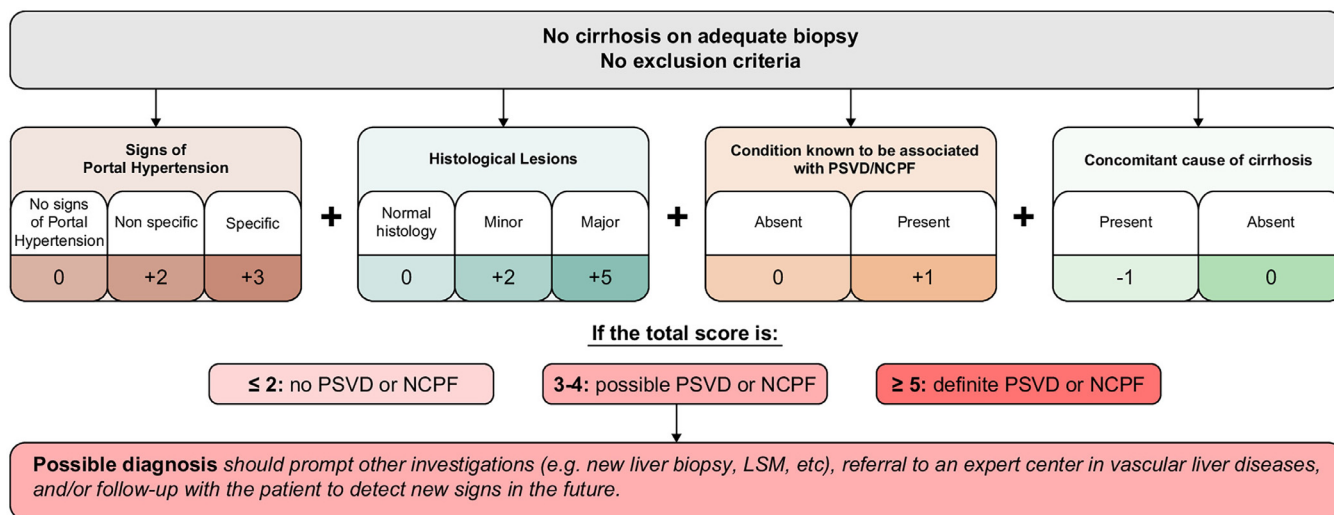 No cirrhosis on adequate biopsy
No exclusion criteria
Signs of
Portal Hypertension
No signs
of Portal
Hypertension
Non specific
Specific
0
+2
+3
+
Histological Lesions
Normal
histology
Minor
Major
0
+2
+5
+
Condition known to be associated
with PSVD/NCPF
Absent
Present
0
+1
+
Concomitant cause of cirrhosis
Present
Absent
-1
0
If the total score is:
≤ 2: no PSVD or NCPF
3-4: possible PSVD or NCPF
≥ 5: definite PSVD or NCPF
Possible diagnosis should prompt other investigations (e.g. new liver biopsy, LSM, etc), referral to an expert center in vascular liver diseases,
and/or follow-up with the patient to detect new signs in the future.